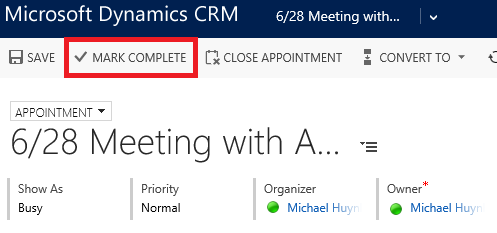 Microsoft Dynamics CRM 6/28 Meeting with...
SAVE MARK COMPLETE CLOSE APPOINTMENT CONVERT TO
APPOINTMENT
6/28 Meeting with A...
Show As Priority Organizer Owner*
Busy Normal Michael Huyn Michael Huyn